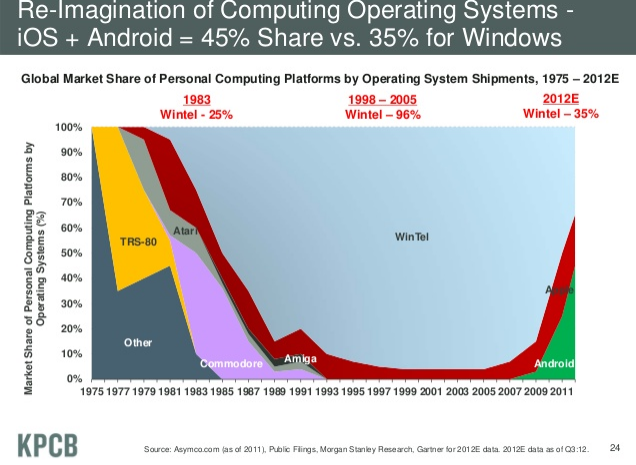 Re-Imagination of Computing Operating Systems -
iOS + Android = 45% Share vs. 35% for Windows
Global Market Share of Personal Computing Platforms by Operating System Shipments, 1975 – 2012E
1983
Wintel - 25%
1998 – 2005
Wintel – 96%
2012E
Wintel – 35%
Market Share of Personal Computing Platforms by
Operating Systems (%)
100%
90%
80%
70%
60%
50%
40%
30%
20%
10%
0%
TRS-80
Atari
WinTel
Apple
Other
Commodore
Amiga
Android
1975 1977 1979 1981 1983 1985 1987 1989 1991 1993 1995 1997 1999 2001 2003 2005 2007 2009 2011
KPCB
Source: Asymco.com (as of 2011), Public Filings, Morgan Stanley Research, Gartner for 2012E data. 2012E data as of Q3:12.
24